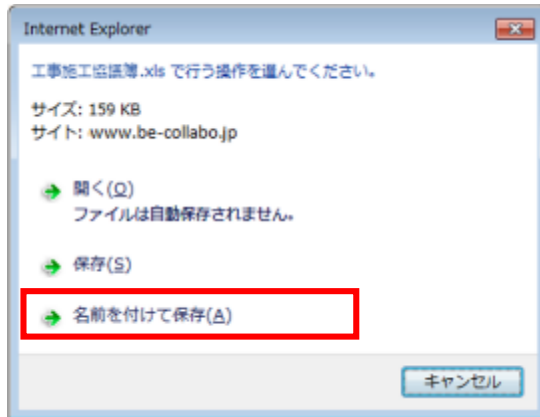 Internet Explorer
工事施工協議簿.xls で行う操作を選んでください。
サイズ: 159 KB
サイト: www.be-collabo.jp
開く(O)
ファイルは自動保存されません。
保存(S)
名前を付けて保存(A)
キャンセル